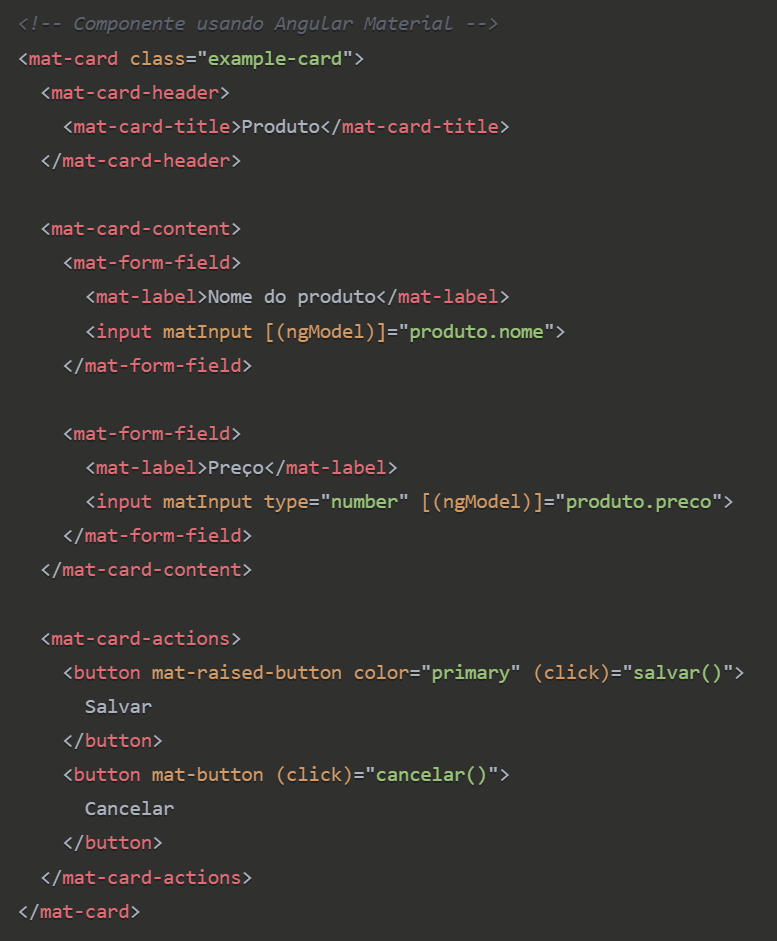 <!-- Componente usando Angular Material -->
<mat-card class="example-card">
<mat-card-header>
<mat-card-title>Produto</mat-card-title>
</mat-card-header>
<mat-card-content>
<mat-form-field>
<mat-label>Nome do produto</mat-label>
<input matInput [(ngModel)]="produto.nome">
</mat-form-field>
<mat-form-field>
<mat-label>Preço</mat-label>
<input matInput type="number" [(ngModel)]="produto.preco">
</mat-form-field>
</mat-card-content>
<mat-card-actions>
<button mat-raised-button color="primary" (click)="salvar()">
Salvar
</button>
<button mat-button (click)="cancelar()">
Cancelar
</button>
</mat-card-actions>
</mat-card>